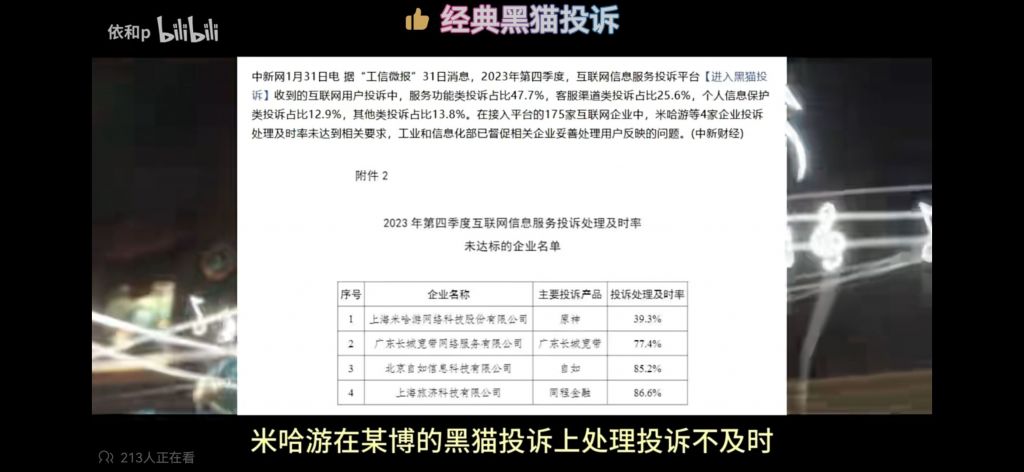 依和p bilibili
👍经典黑猫投诉
中新网1月31日电 据“工信微报”31日消息，2023年第四季度，互联网信息服务投诉平台【进入黑猫投
诉】收到的互联网用户投诉中，服务功能类投诉占比47.7%，客服渠道类投诉占比25.6%，个人信息保护
类投诉占比12.9%，其他类投诉占比13.8%。在接入平台的175家互联网企业中，米哈游等4家企业投诉
处理及时率未达到相关要求，工业和信息化部已督促相关企业妥善处理用户反映的问题。(中新财经)
附件 2
2023 年第四季度互联网信息服务投诉处理及时率
未达标的企业名单
序号 企业名称 主要投诉产品 投诉处理及时率
1 上海米哈游网络科技股份有限公司 原神 39.3%
2 广东长城宽带网络服务有限公司 广东长城宽带 77.4%
3 北京自如信息科技有限公司 自如 85.2%
4 上海旅济科技有限公司 同程金融 86.6%
米哈游在某博的黑猫投诉上处理投诉不及时
213人正在看